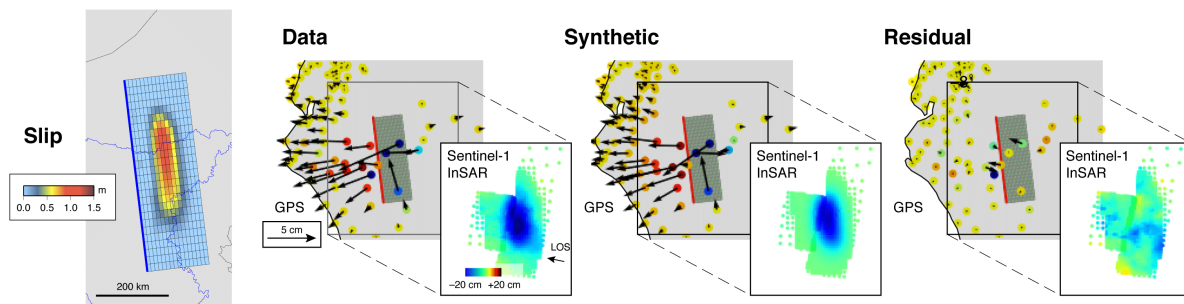 Slip
m
0.0 0.5 1.0 1.5
200 km
Data
GPS
5 cm
Sentinel-1
InSAR
LOS
–20 cm +20 cm
Synthetic
GPS
Sentinel-1
InSAR
Residual
GPS
Sentinel-1
InSAR